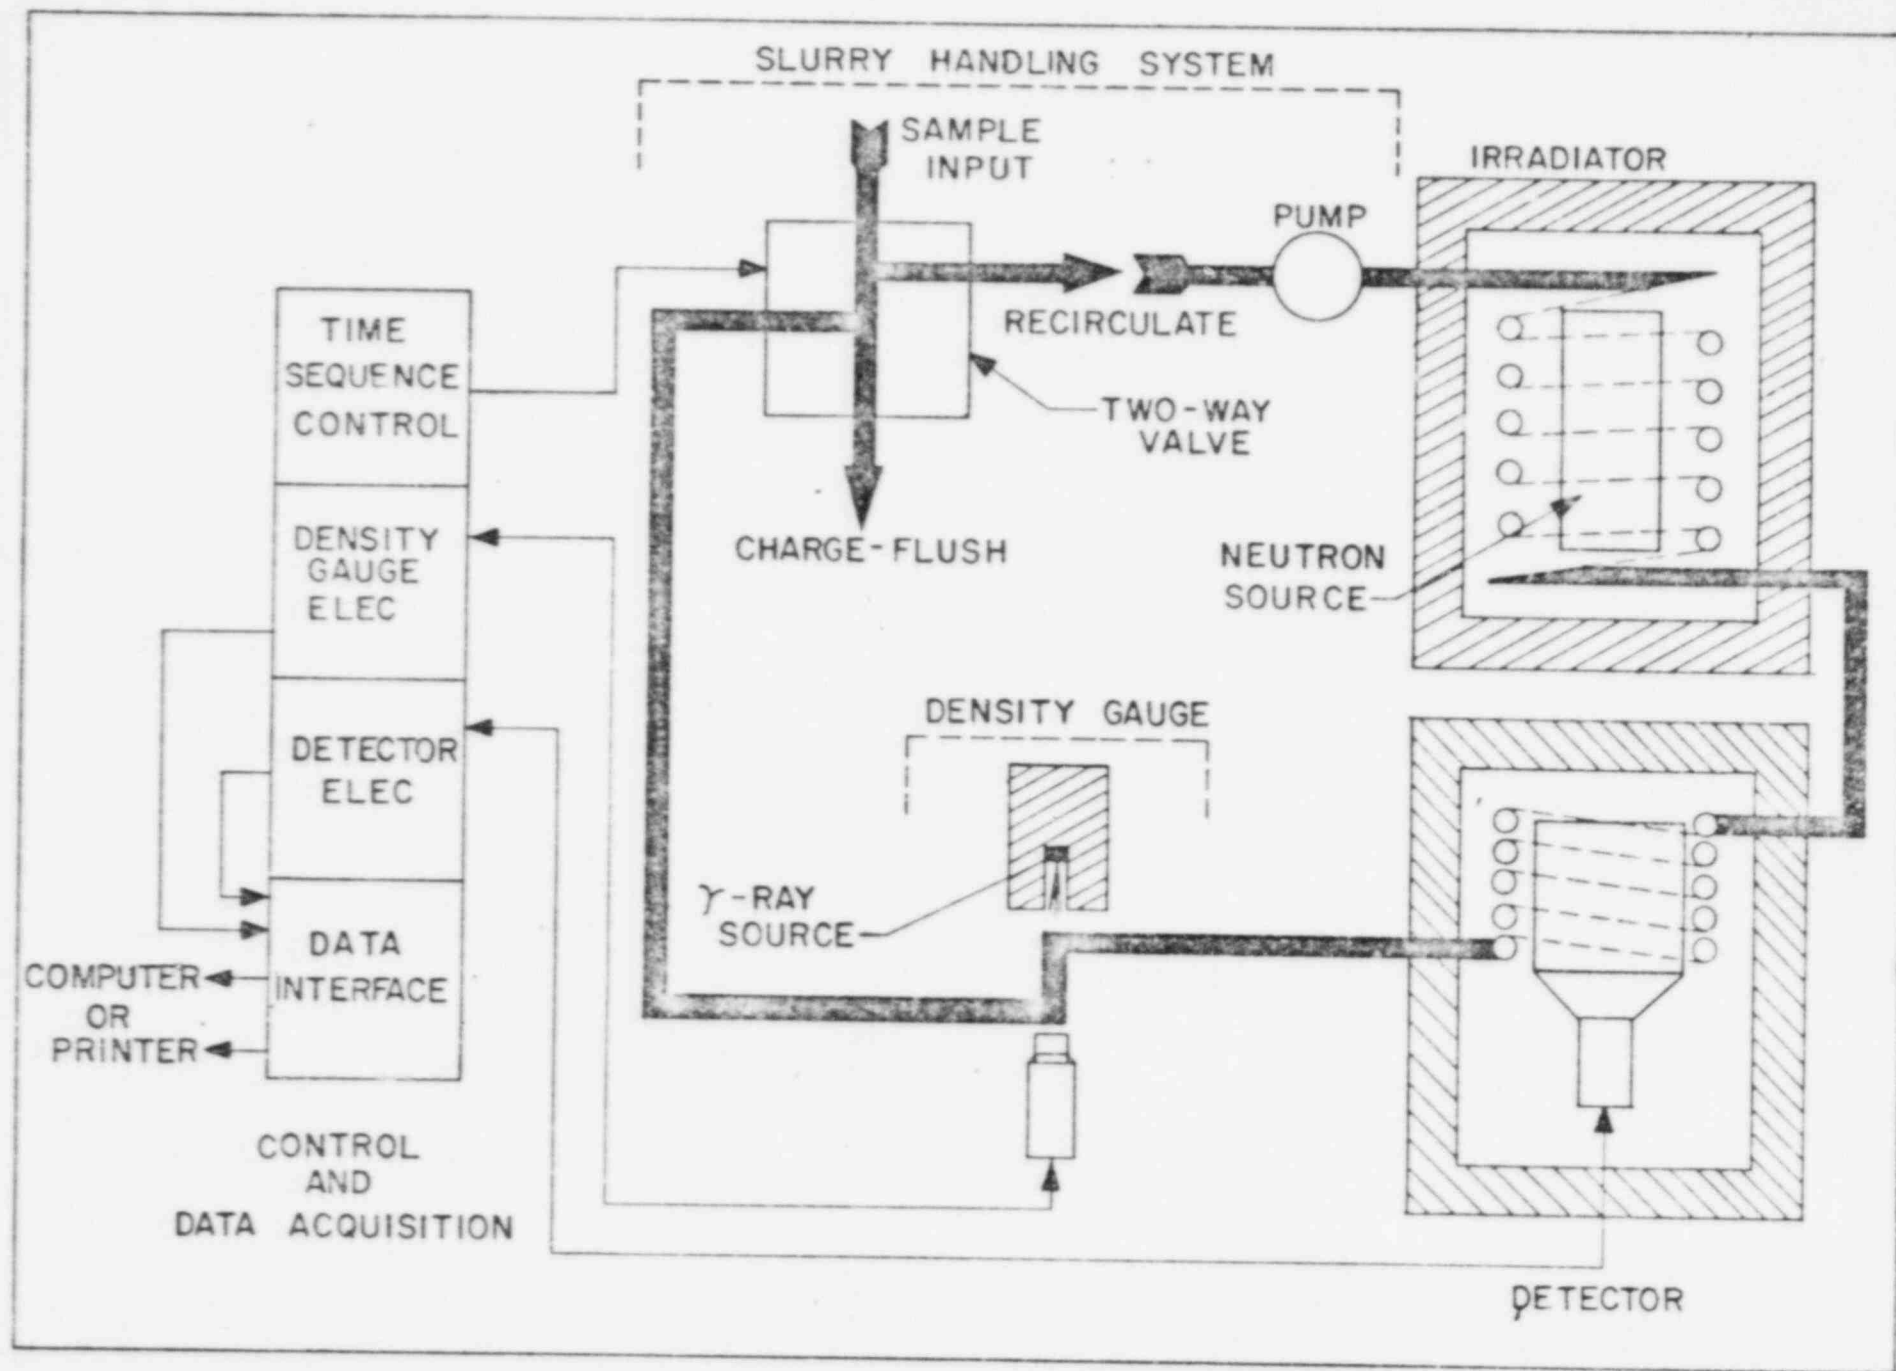 SLURRY HANDLING SYSTEM
SAMPLE
INPUT
IRRADIATOR
PUMP
RECIRCULATE
TWO-WAY
VALVE
CHARGE-FLUSH
NEUTRON
SOURCE
TIME
SEQUENCE
CONTROL
DENSITY
GAUGE
ELEC
DETECTOR
ELEC
DATA
INTERFACE
COMPUTER
OR
PRINTER
CONTROL
AND
DATA ACQUISITION
DENSITY GAUGE
γ-RAY
SOURCE
DETECTOR